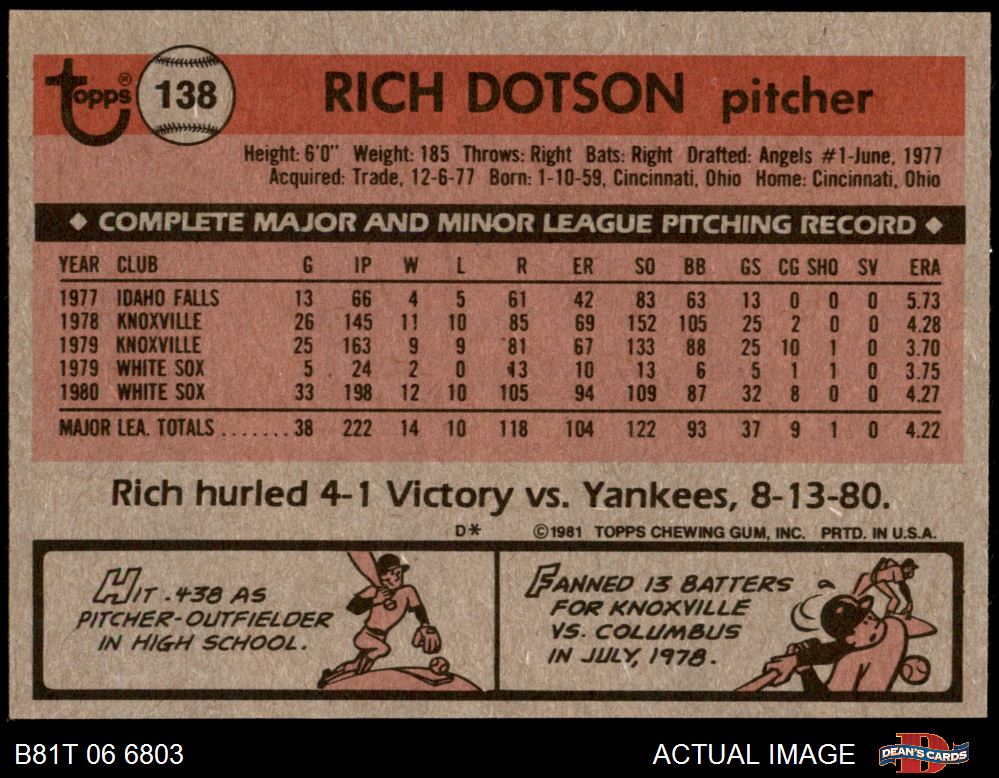 Topps® 138 RICH DOTSON pitcher
Height: 6'0" Weight: 185 Throws: Right Bats: Right Drafted: Angels #1-June, 1977
Acquired: Trade, 12-6-77 Born: 1-10-59, Cincinnati, Ohio Home: Cincinnati, Ohio
◆ COMPLETE MAJOR AND MINOR LEAGUE PITCHING RECORD ◆
YEAR CLUB G IP W L R ER SO BB GS CG SHO SV ERA
1977 IDAHO FALLS 13 66 4 5 61 42 83 63 13 0 0 0 5.73
1978 KNOXVILLE 26 145 11 10 85 69 152 105 25 2 0 0 4.28
1979 KNOXVILLE 25 163 9 9 81 67 133 88 25 10 1 0 3.70
1979 WHITE SOX 5 24 2 0 13 10 13 6 5 1 1 0 3.75
1980 WHITE SOX 33 198 12 10 105 94 109 87 32 8 0 0 4.27
MAJOR LEA. TOTALS .......38 222 14 10 118 104 122 93 37 9 1 0 4.22
Rich hurled 4-1 Victory vs. Yankees, 8-13-80.
D* ©1981 TOPPS CHEWING GUM, INC. PRTD. IN U.S.A.
HIT .438 AS
PITCHER-OUTFIELDER
IN HIGH SCHOOL.
FANNED 13 BATTERS
FOR KNOXVILLE
VS. COLUMBUS
IN JULY, 1978.
B81T 06 6803 ACTUAL IMAGE D DEAN'S CARDS